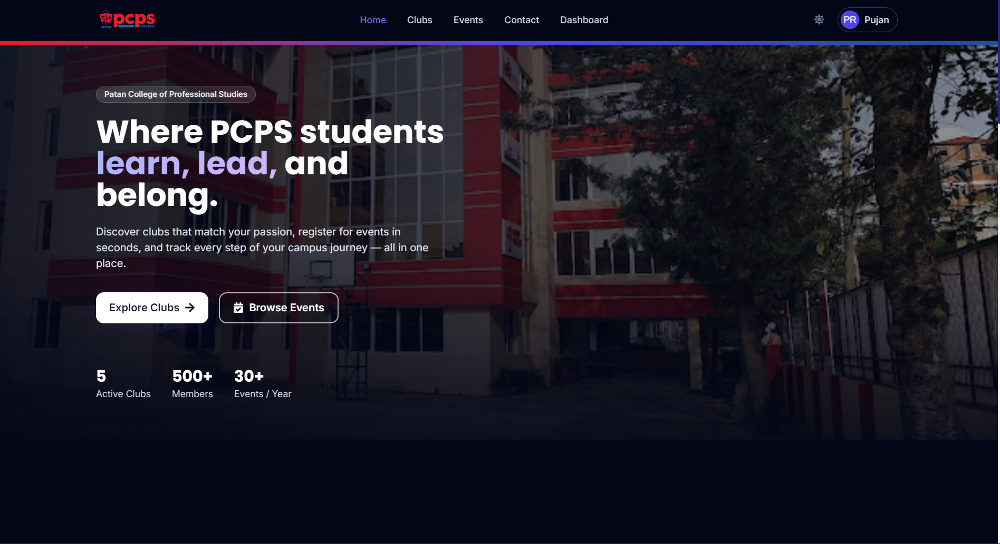 pcps
COLLEGE
Home
Clubs
Events
Contact
Dashboard
PR
Pujan
Patan College of Professional Studies
Where PCPS students
learn, lead, and
belong.
Discover clubs that match your passion, register for events in
seconds, and track every step of your campus journey — all in one
place.
Explore Clubs
Browse Events
5
Active Clubs
500+
Members
30+
Events / Year